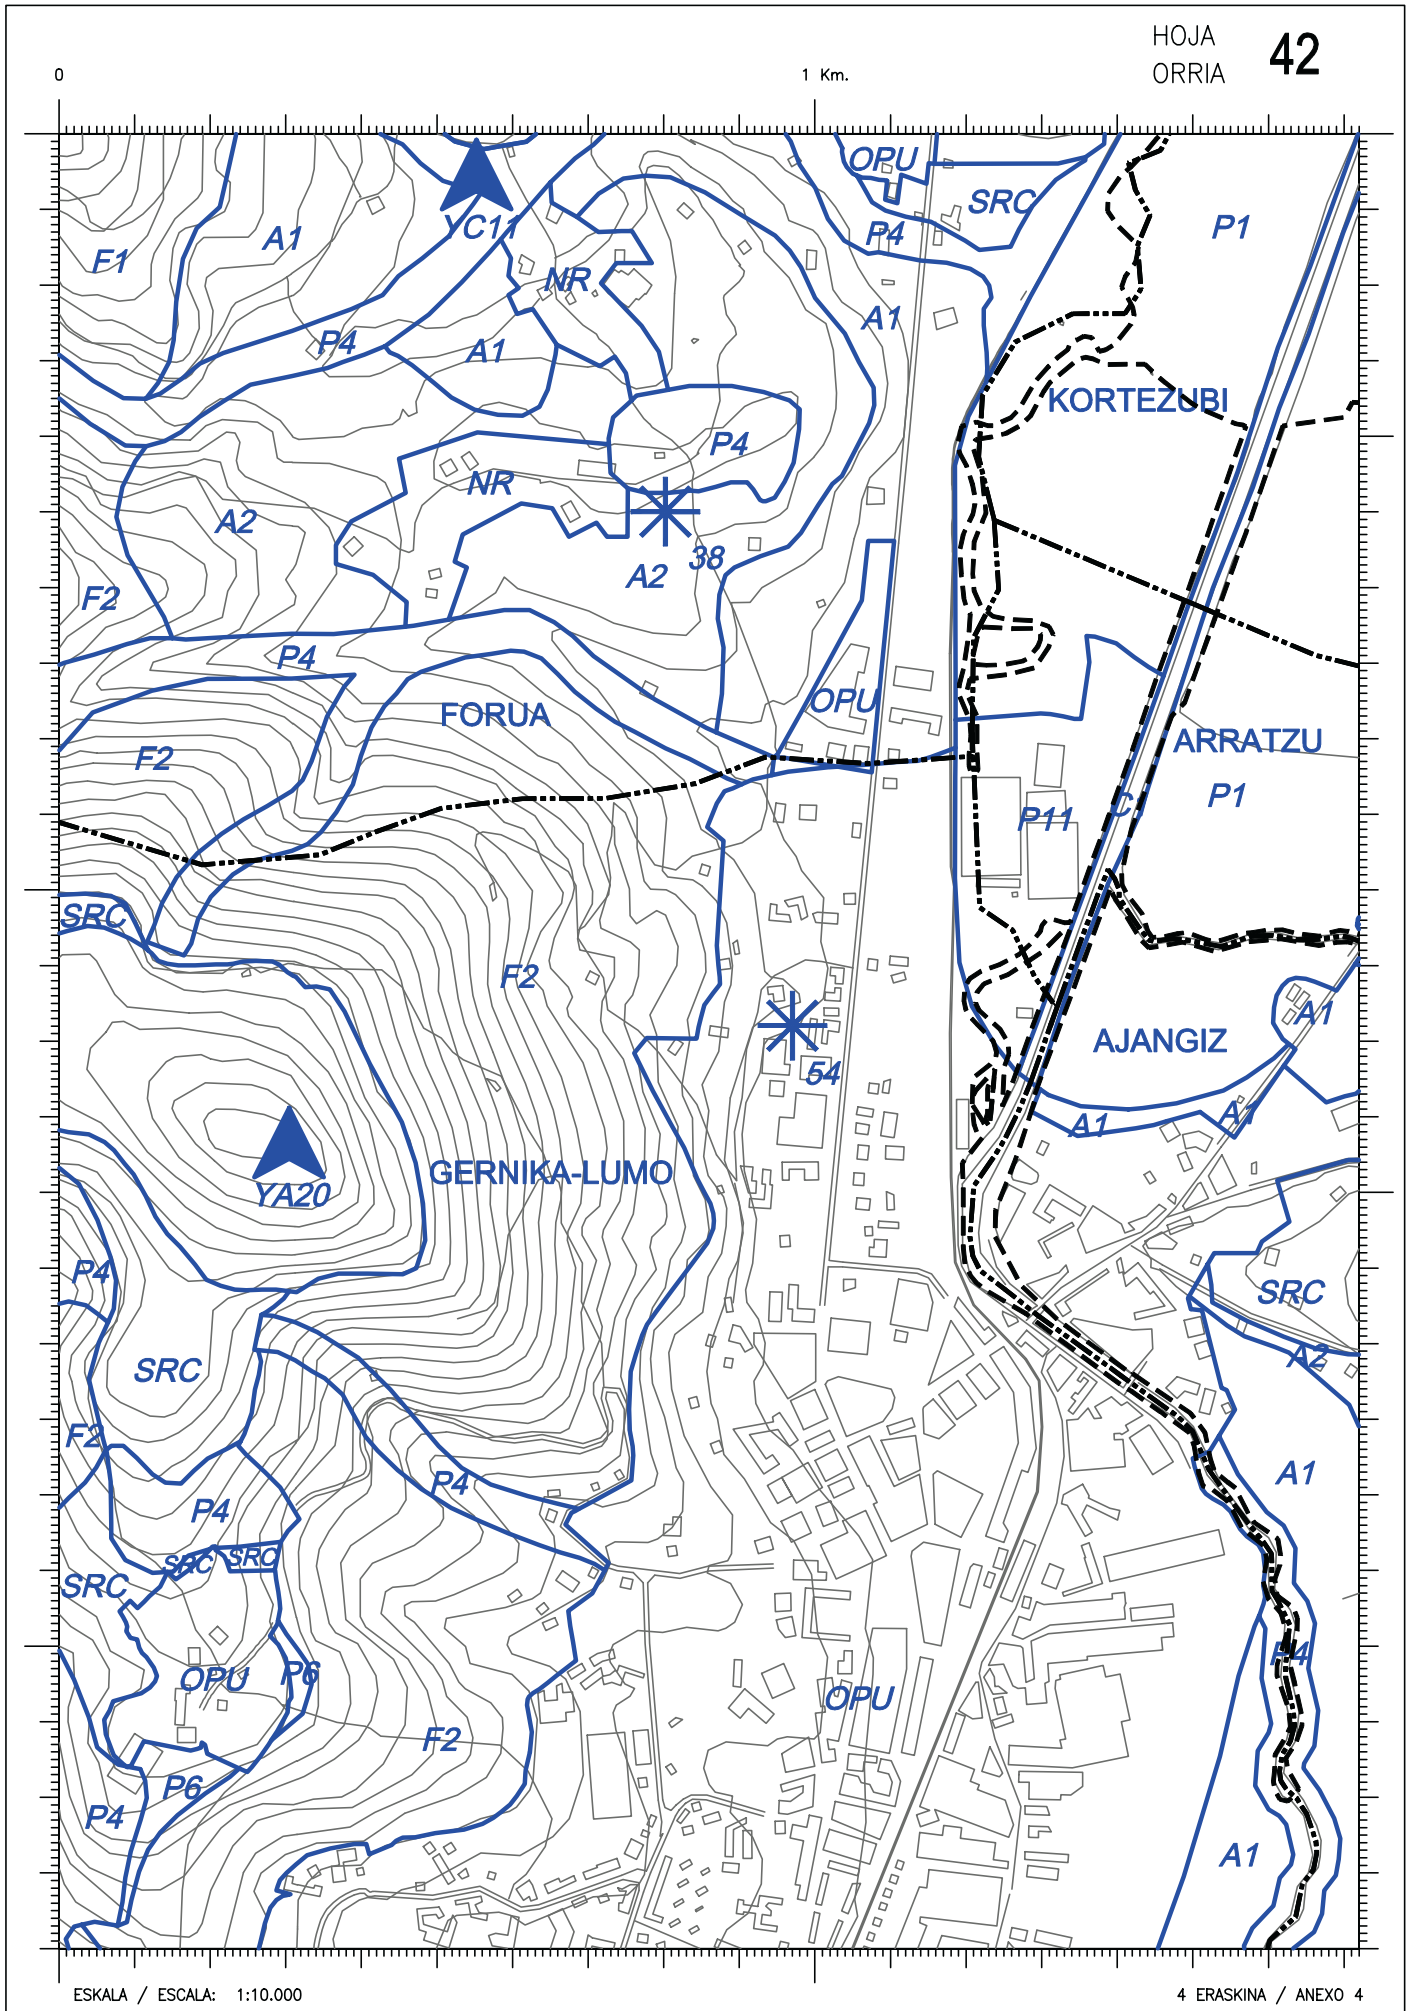 HOJA
ORRIA
42
0
1 Km.
OPU
SRC
P4
YC11
P1
A1
F1
NR
A1
P4
A1
KORTEZUBI
P4
NR
A2
38
A2
F2
P4
OPU
FORUA
ARRATZU
F2
P1
C
P11
SRC
F2
A1
AJANGIZ
54
A1
A1
GERNIKA-LUMO
YA20
P4
SRC
A2
SRC
F2
A1
P4
P4
SRC
SRC
SRC
P4
P6
OPU
OPU
F2
P6
P4
A1
ESKALA / ESCALA: 1:10.000
4 ERASKINA / ANEXO 4